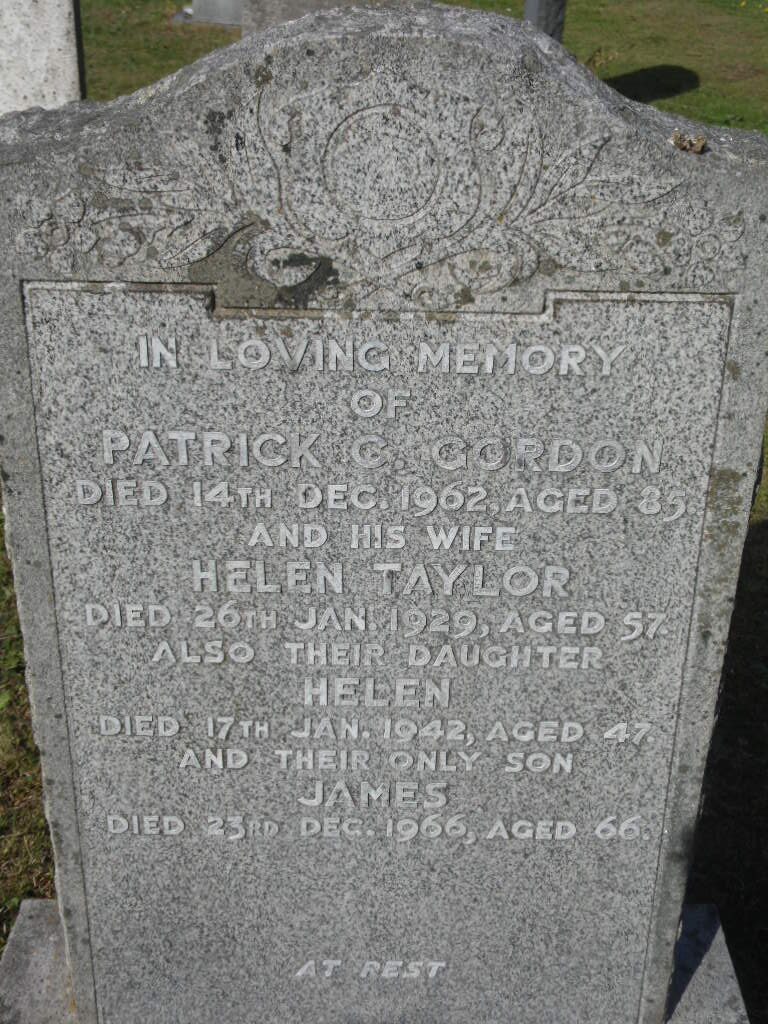 IN LOVING MEMORY
OF
PATRICK G. GORDON
DIED 14TH DEC. 1962, AGED 85.
AND HIS WIFE
HELEN TAYLOR
DIED 26TH JAN. 1929, AGED 57.
ALSO THEIR DAUGHTER
HELEN
DIED 17TH JAN. 1942, AGED 47.
AND THEIR ONLY SON
JAMES
DIED 23RD DEC. 1966, AGED 66.
AT REST